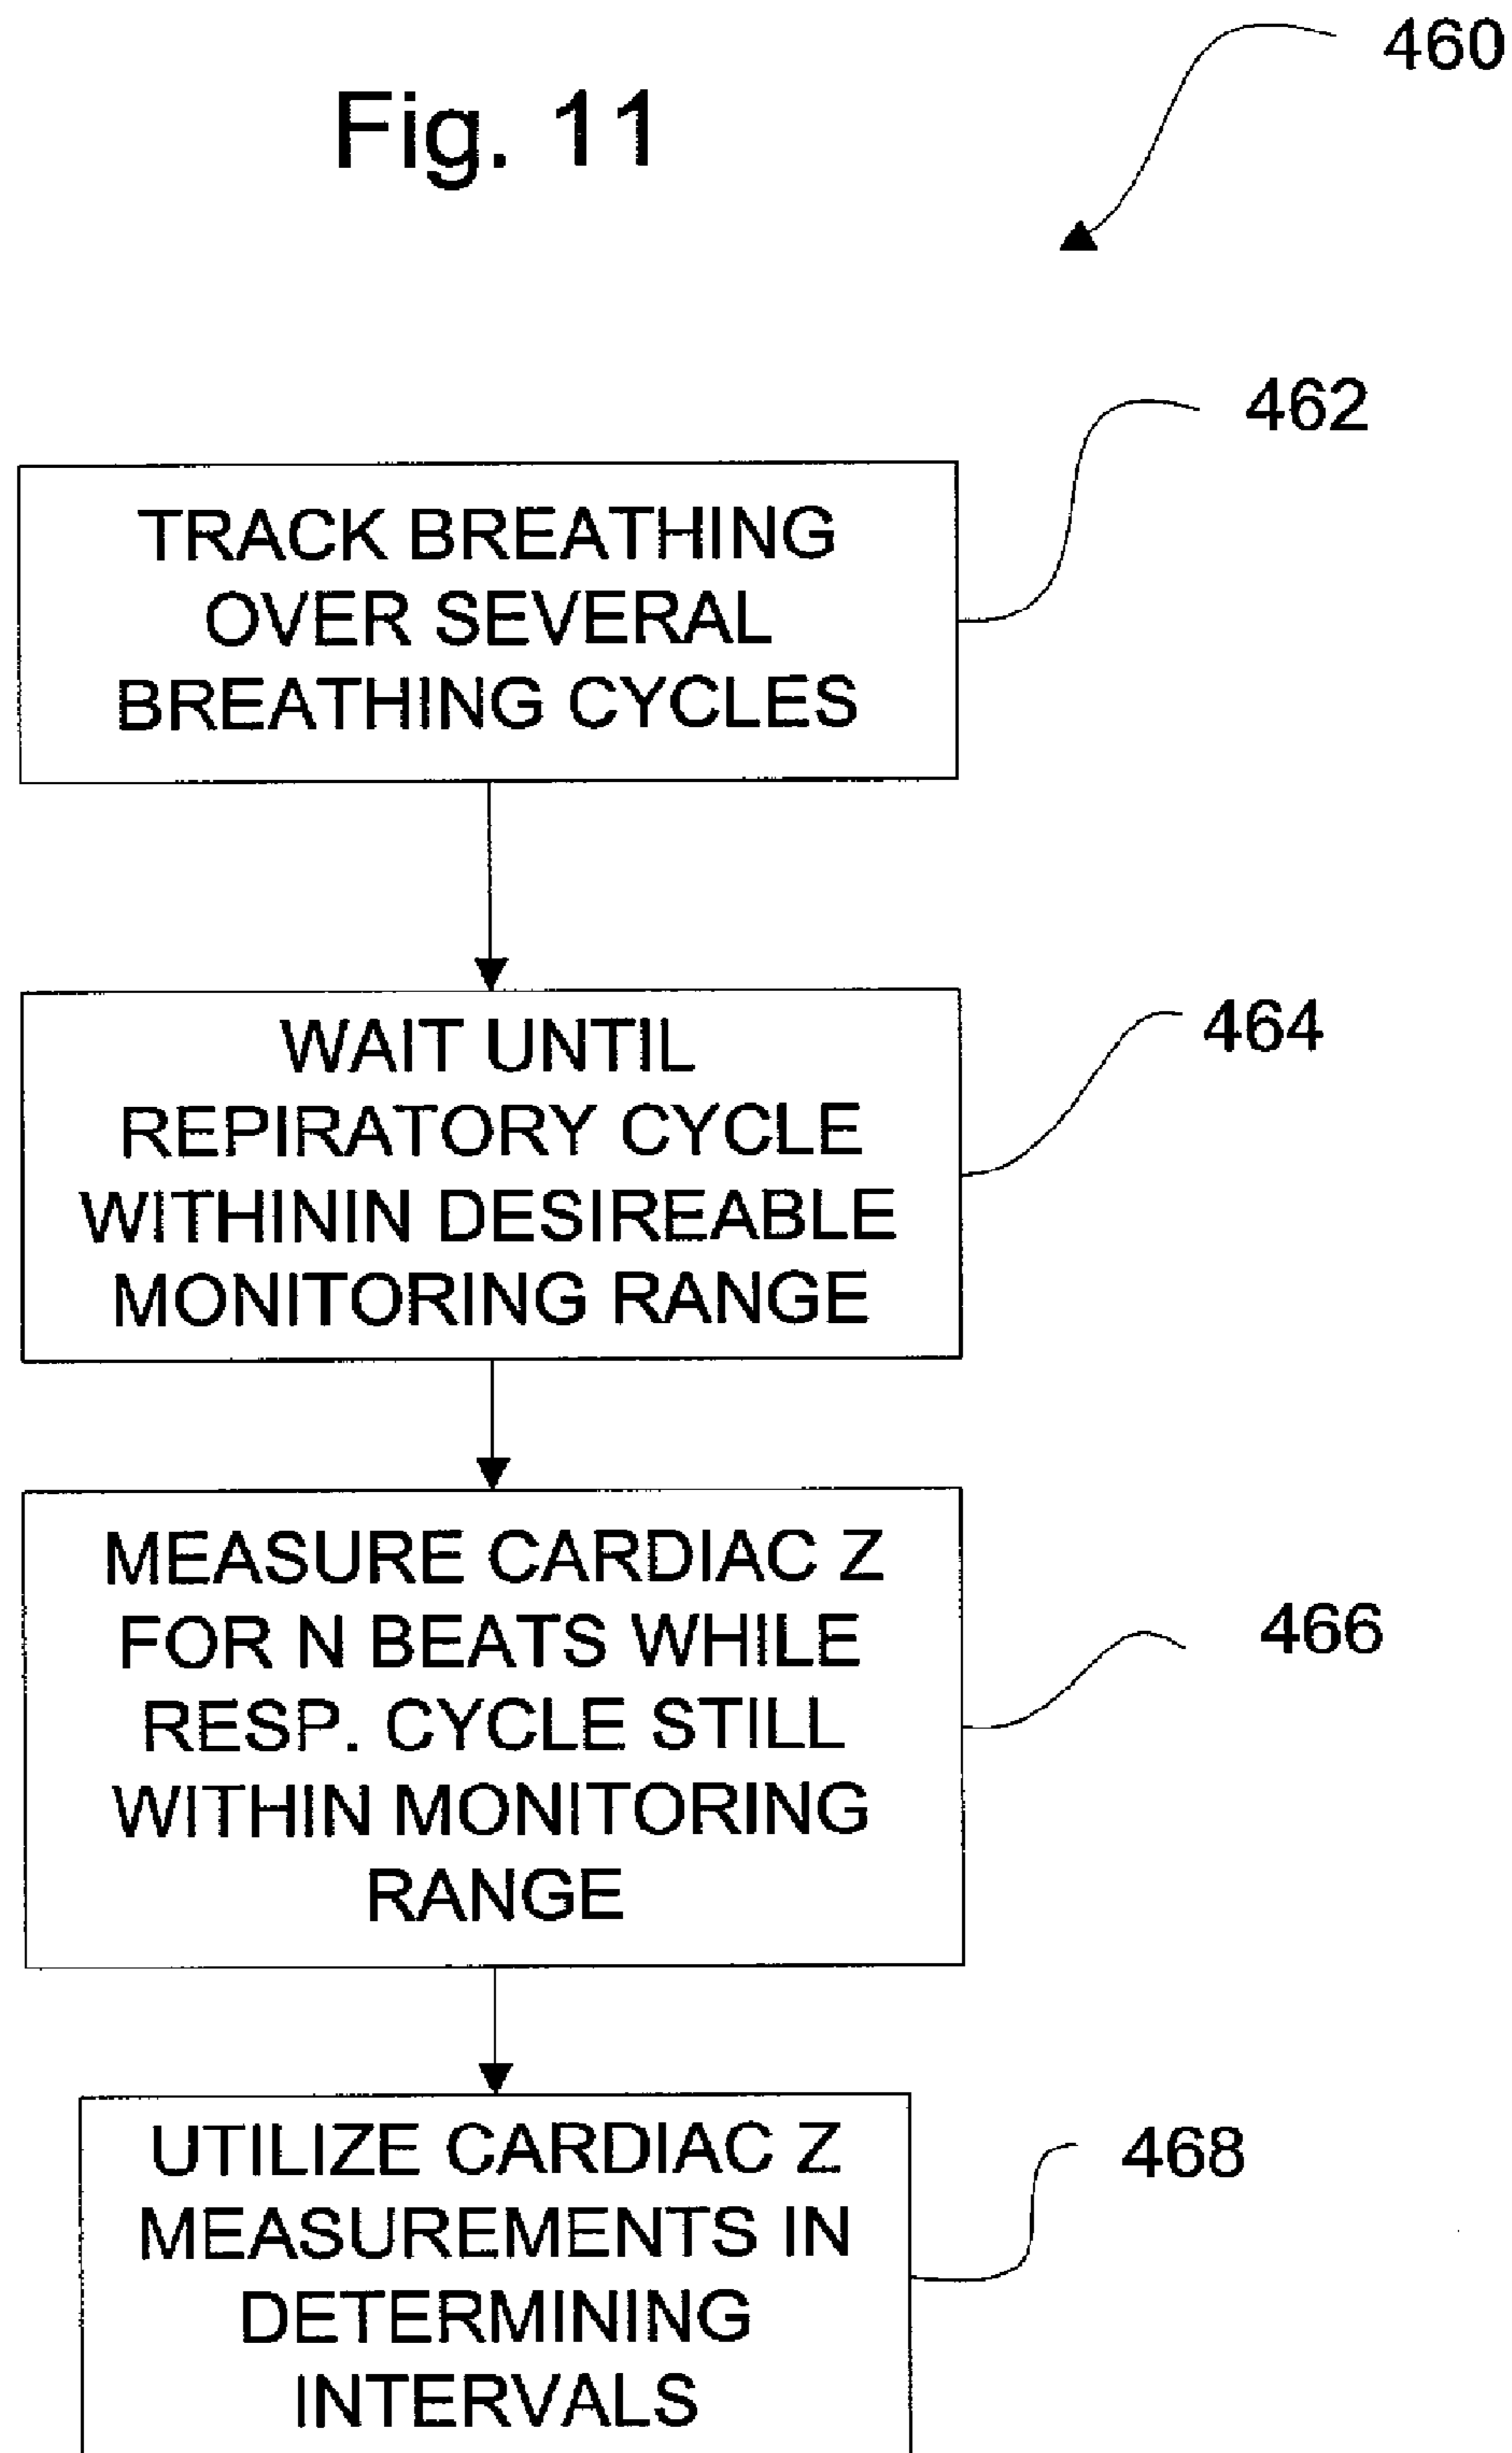 460
Fig. 11
462
TRACK BREATHING
OVER SEVERAL
BREATHING CYCLES
464
WAIT UNTIL
REPIRATORY CYCLE
WITHININ DESIREABLE
MONITORING RANGE
466
MEASURE CARDIAC Z
FOR N BEATS WHILE
RESP. CYCLE STILL
WITHIN MONITORING
RANGE
468
UTILIZE CARDIAC Z
MEASUREMENTS IN
DETERMINING
INTERVALS